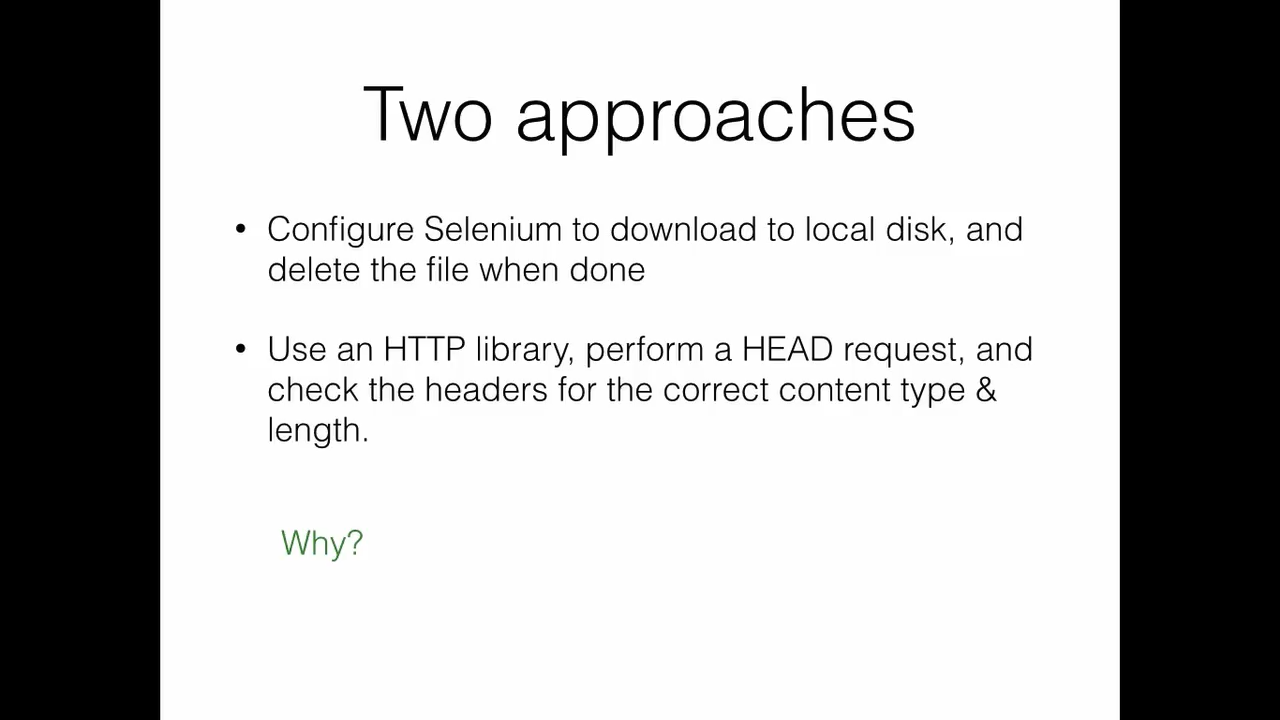 Two approaches
• Configure Selenium to download to local disk, and
delete the file when done
• Use an HTTP library, perform a HEAD request, and
check the headers for the correct content type &
length.
Why?